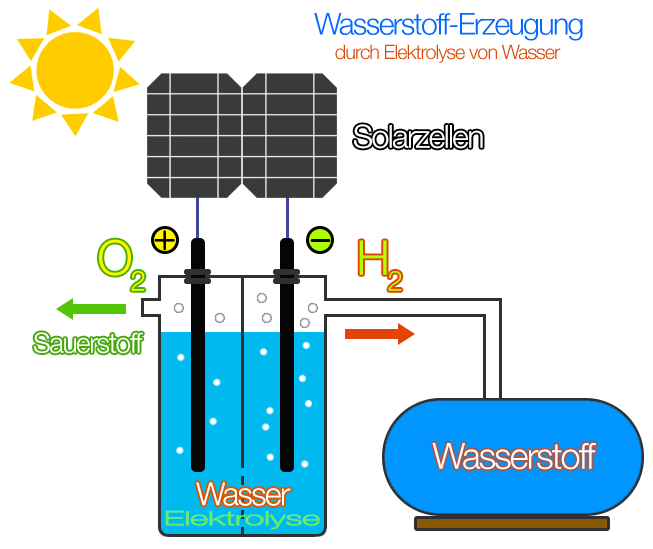 Wasserstoff-Erzeugung
durch Elektrolyse von Wasser
Solarzellen
+
−
O2
H2
Sauerstoff
Wasserstoff
Wasser
Elektrolyse